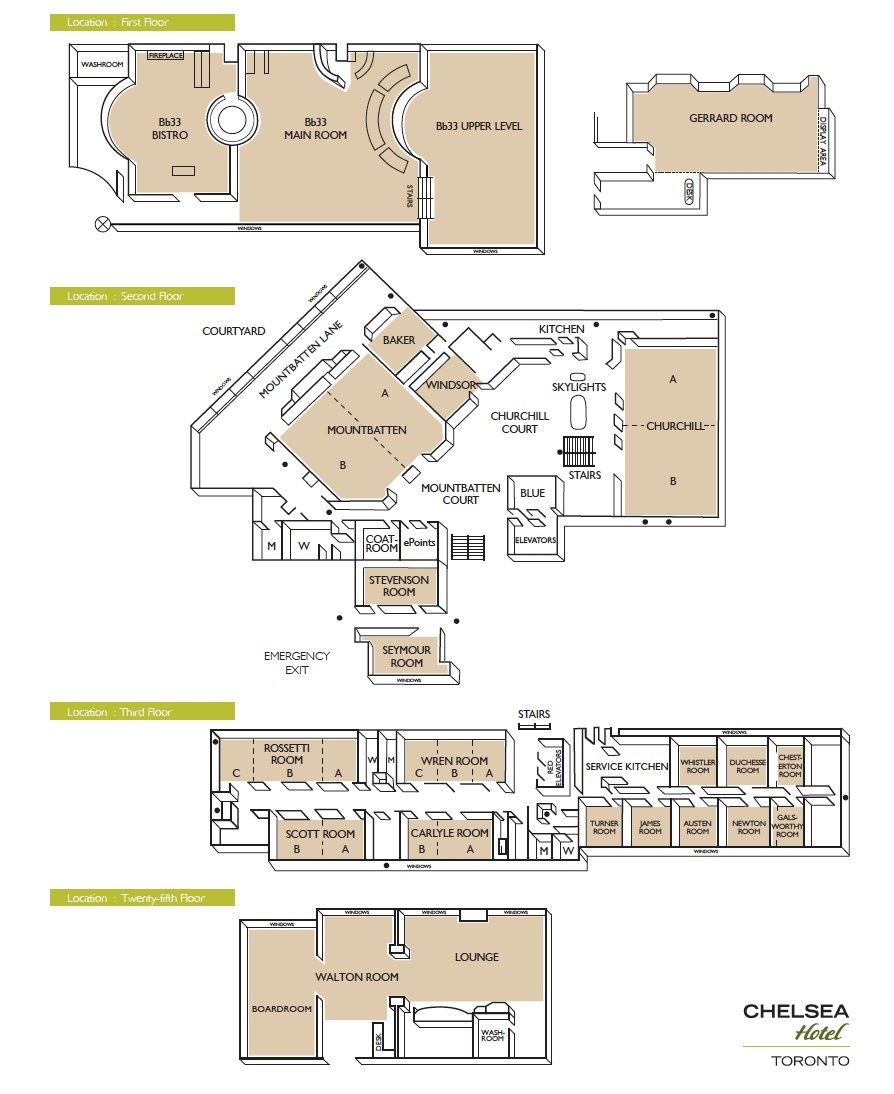 Location : First Floor
WASHROOM
FIREPLACE
Bb33
BISTRO
Bb33
MAIN ROOM
Bb33 UPPER LEVEL
STAIRS
WINDOWS
WINDOWS
GERRARD ROOM
DISPLAY AREA
DESK
Location : Second Floor
COURTYARD
WINDOWS
WINDOWS
MOUNTBATTEN LANE
BAKER
KITCHEN
WINDSOR
SKYLIGHTS
A
MOUNTBATTEN
B
CHURCHILL
COURT
A
CHURCHILL
B
STAIRS
MOUNTBATTEN
COURT
BLUE
ELEVATORS
M
W
COAT-
ROOM
ePoints
STEVENSON
ROOM
SEYMOUR
ROOM
WINDOWS
EMERGENCY
EXIT
Location : Third Floor
STAIRS
ROSSETTI
ROOM
C B A
W
M
WREN ROOM
C B A
RED
ELEVATORS
SERVICE KITCHEN
WINDOWS
WHISTLER
ROOM
DUCHESSE
ROOM
CHEST-
ERTON
ROOM
SCOTT ROOM
B A
CARLYLE ROOM
B A
M
W
TURNER
ROOM
JAMES
ROOM
AUSTEN
ROOM
NEWTON
ROOM
GALS-
WORTHY
ROOM
WINDOWS
WINDOWS
Location : Twenty-fifth Floor
WINDOWS
WINDOWS
WINDOWS
WINDOWS
LOUNGE
WALTON ROOM
BOARDROOM
DESK
WASH-
ROOM
CHELSEA
Hotel
TORONTO